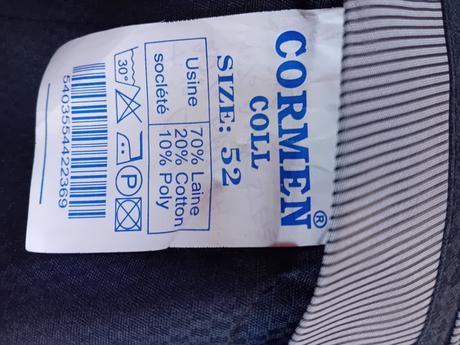 CORMEN®
COLL
SIZE: 52
Usine
société
70% Laine
20% Cotton
10% Poly
30°
P
5403554422369